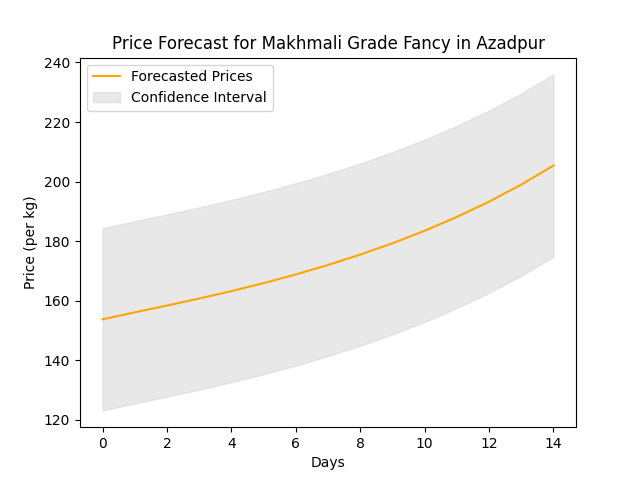 Price Forecast for Makhmali Grade Fancy in Azadpur
Forecasted Prices
Confidence Interval
Price (per kg)
240
220
200
180
160
140
120
0 2 4 6 8 10 12 14
Days